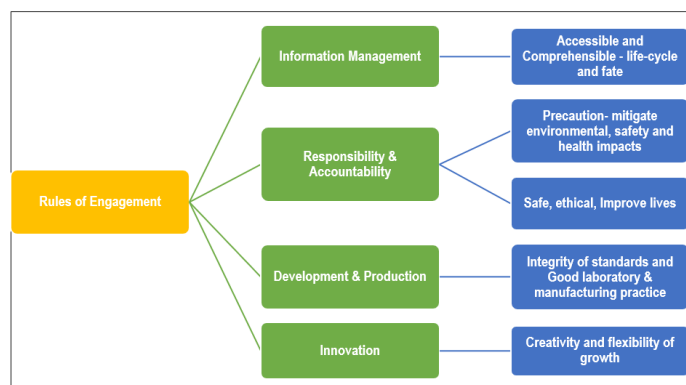 Rules of Engagement
Information Management
Accessible and
Comprehensible - life-cycle
and fate
Responsibility &
Accountability
Precaution- mitigate
environmental, safety and
health impacts
Safe, ethical, Improve lives
Development & Production
Integrity of standards and
Good laboratory &
manufacturing practice
Innovation
Creativity and flexibility of
growth